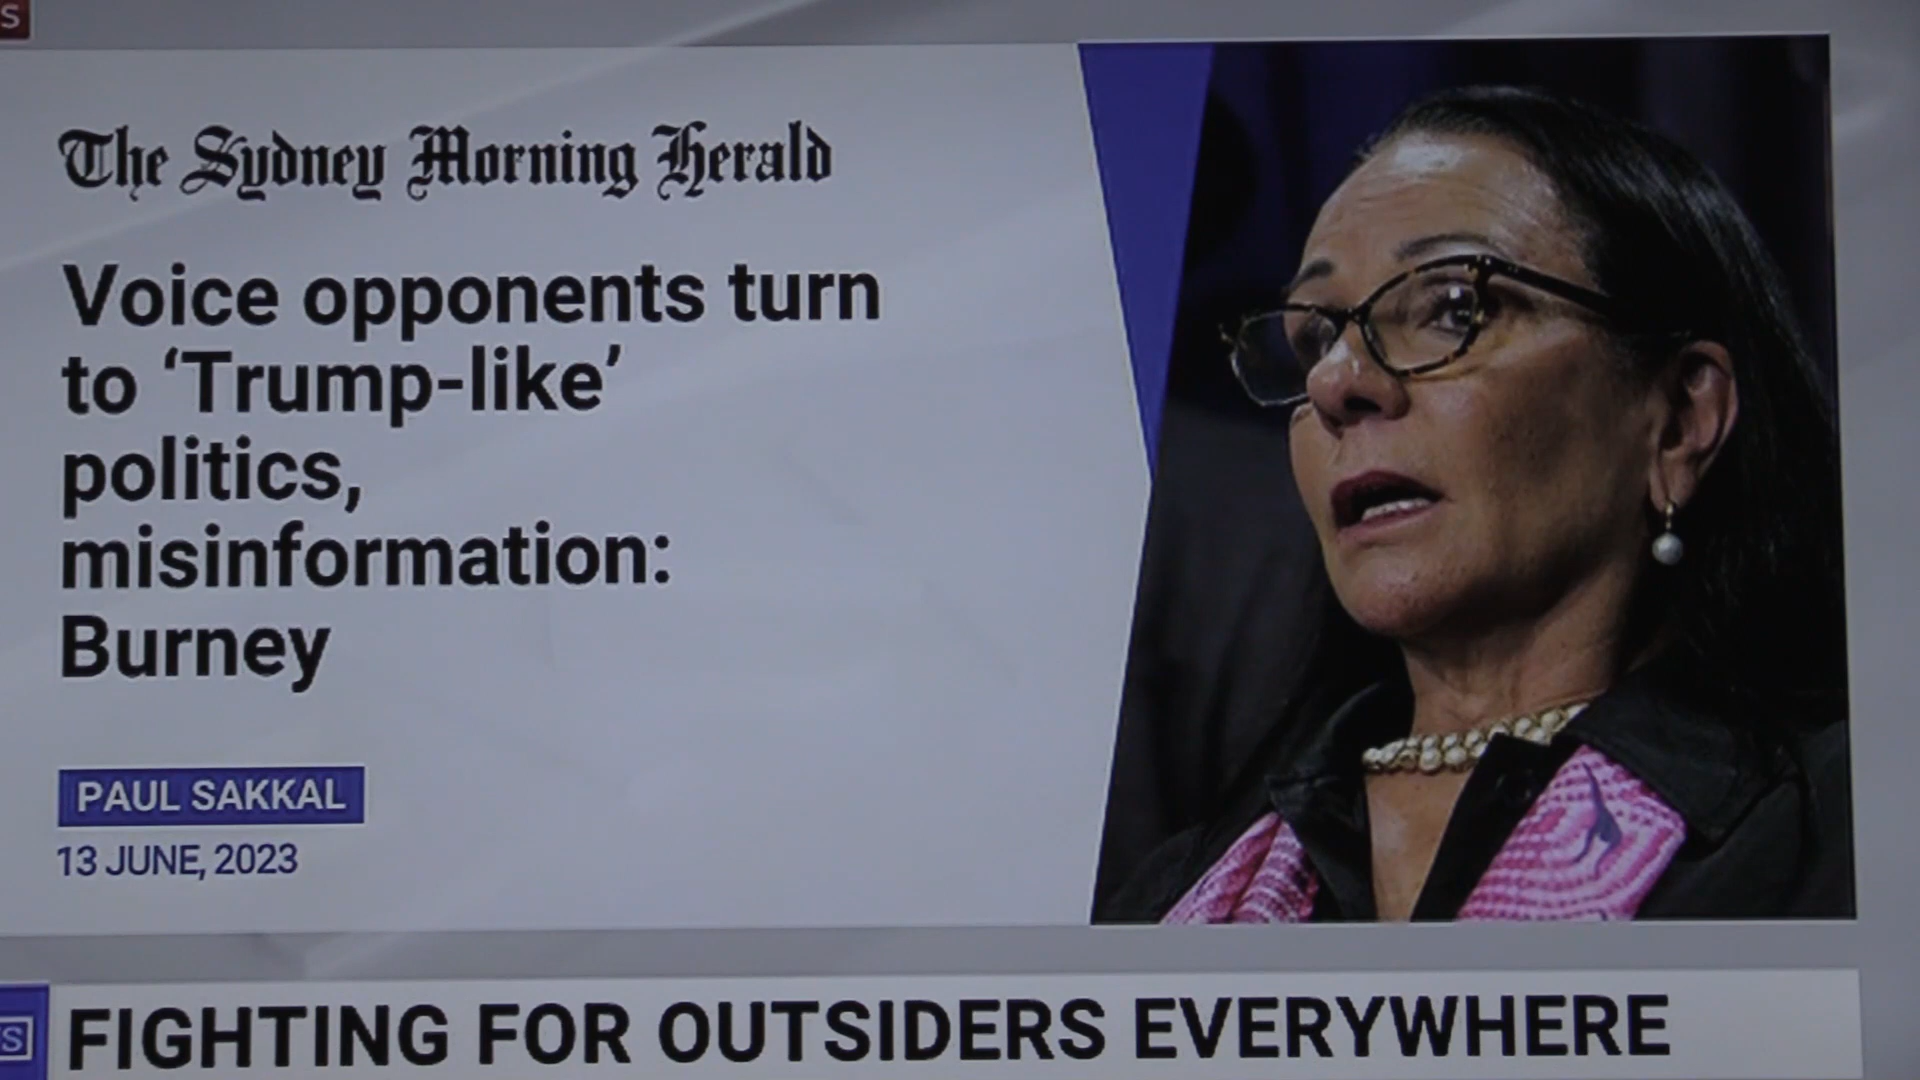 S
The Sydney Morning Herald
Voice opponents turn
to ‘Trump-like’
politics,
misinformation:
Burney
PAUL SAKKAL
13 JUNE, 2023
S
FIGHTING FOR OUTSIDERS EVERYWHERE